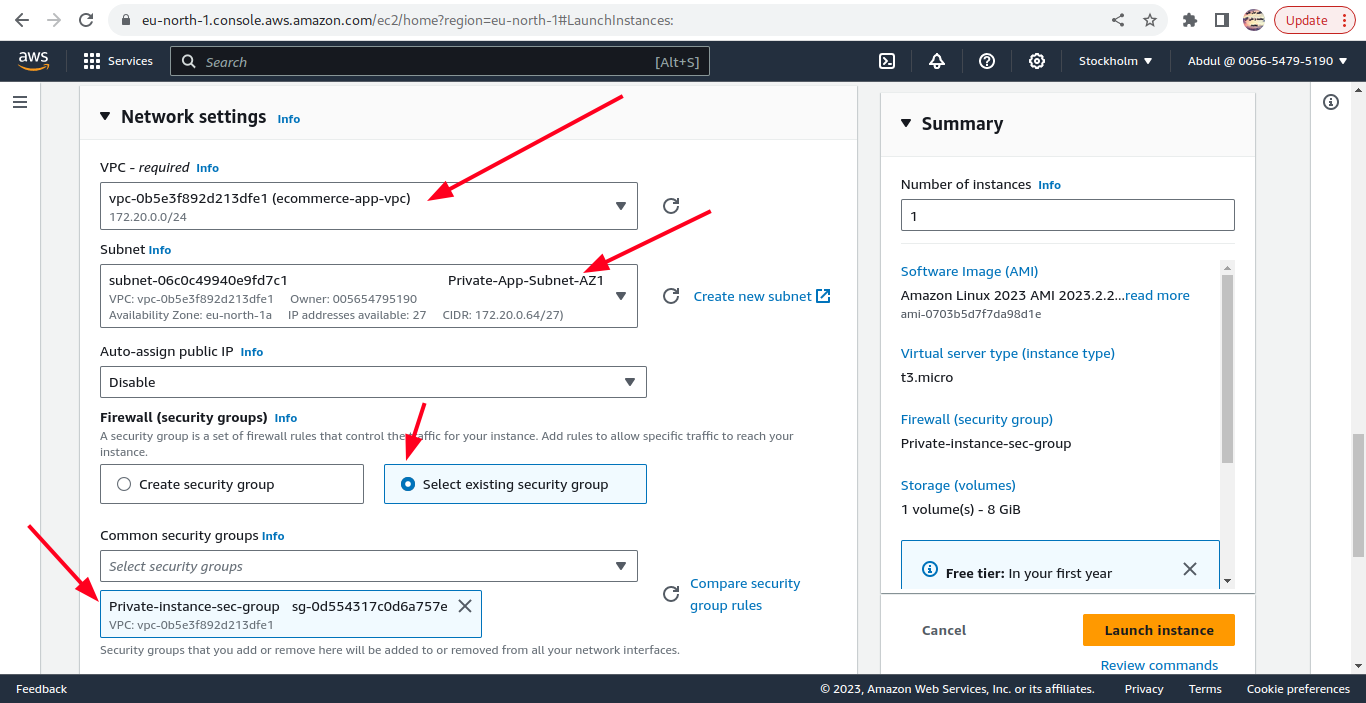 eu-north-1.console.aws.amazon.com/ec2/home?region=eu-north-1#LaunchInstances:
Update
aws
Services
Search
[Alt+S]
Stockholm
Abdul @ 0056-5479-5190
Network settings Info
VPC - required Info
vpc-0b5e3f892d213dfe1 (ecommerce-app-vpc)
172.20.0.0/24
Subnet Info
subnet-06c0c49940e9fd7c1 Private-App-Subnet-AZ1
VPC: vpc-0b5e3f892d213dfe1 Owner: 005654795190
Availability Zone: eu-north-1a IP addresses available: 27 CIDR: 172.20.0.64/27)
Create new subnet
Auto-assign public IP Info
Disable
Firewall (security groups) Info
A security group is a set of firewall rules that control the traffic for your instance. Add rules to allow specific traffic to reach your
instance.
Create security group
Select existing security group
Common security groups Info
Select security groups
Private-instance-sec-group sg-0d554317c0d6a757e
VPC: vpc-0b5e3f892d213dfe1
Compare security
group rules
Security groups that you add or remove here will be added to or removed from all your network interfaces.
Summary
Number of instances Info
1
Software Image (AMI)
Amazon Linux 2023 AMI 2023.2.2...read more
ami-0703b5d7f7da98d1e
Virtual server type (instance type)
t3.micro
Firewall (security group)
Private-instance-sec-group
Storage (volumes)
1 volume(s) - 8 GiB
Free tier: In your first year
Cancel
Launch instance
Review commands
Feedback
© 2023, Amazon Web Services, Inc. or its affiliates.
Privacy
Terms
Cookie preferences